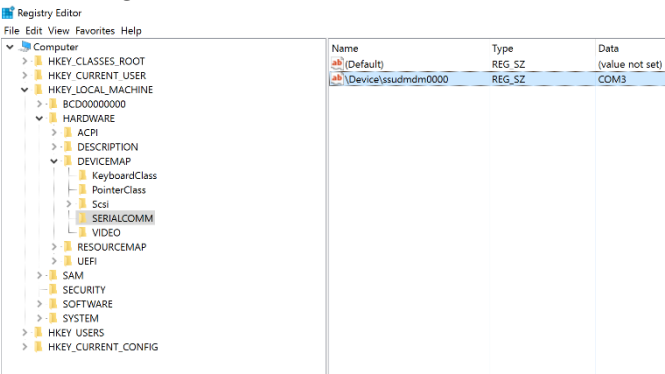 Registry Editor
File Edit View Favorites Help
Computer
HKEY_CLASSES_ROOT
HKEY_CURRENT_USER
HKEY_LOCAL_MACHINE
BCD00000000
HARDWARE
ACPI
DESCRIPTION
DEVICEMAP
KeyboardClass
PointerClass
Scsi
SERIALCOMM
VIDEO
RESOURCEMAP
UEFI
SAM
SECURITY
SOFTWARE
SYSTEM
HKEY_USERS
HKEY_CURRENT_CONFIG
Name Type Data
ab (Default) REG_SZ (value not set)
ab \Device\ssudmdm0000 REG_SZ COM3